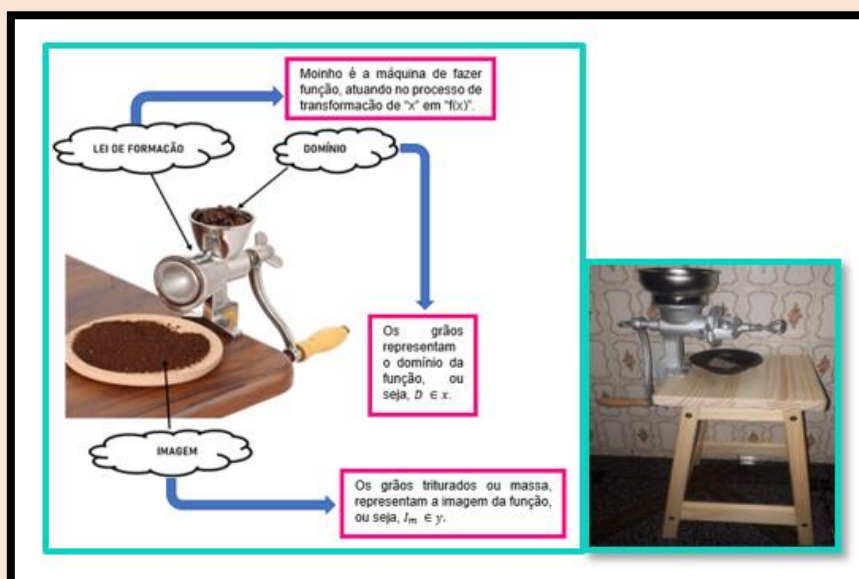 Moinho é a máquina de fazer
função, atuando no processo de
transformação de "x" em "f(x)".
LEI DE FORMAÇÃO
DOMÍNIO
Os grãos
representam
o domínio da
função, ou
seja, D ∈ x.
IMAGEM
Os grãos triturados ou massa,
representam a imagem da função,
ou seja, Iₘ ∈ y.